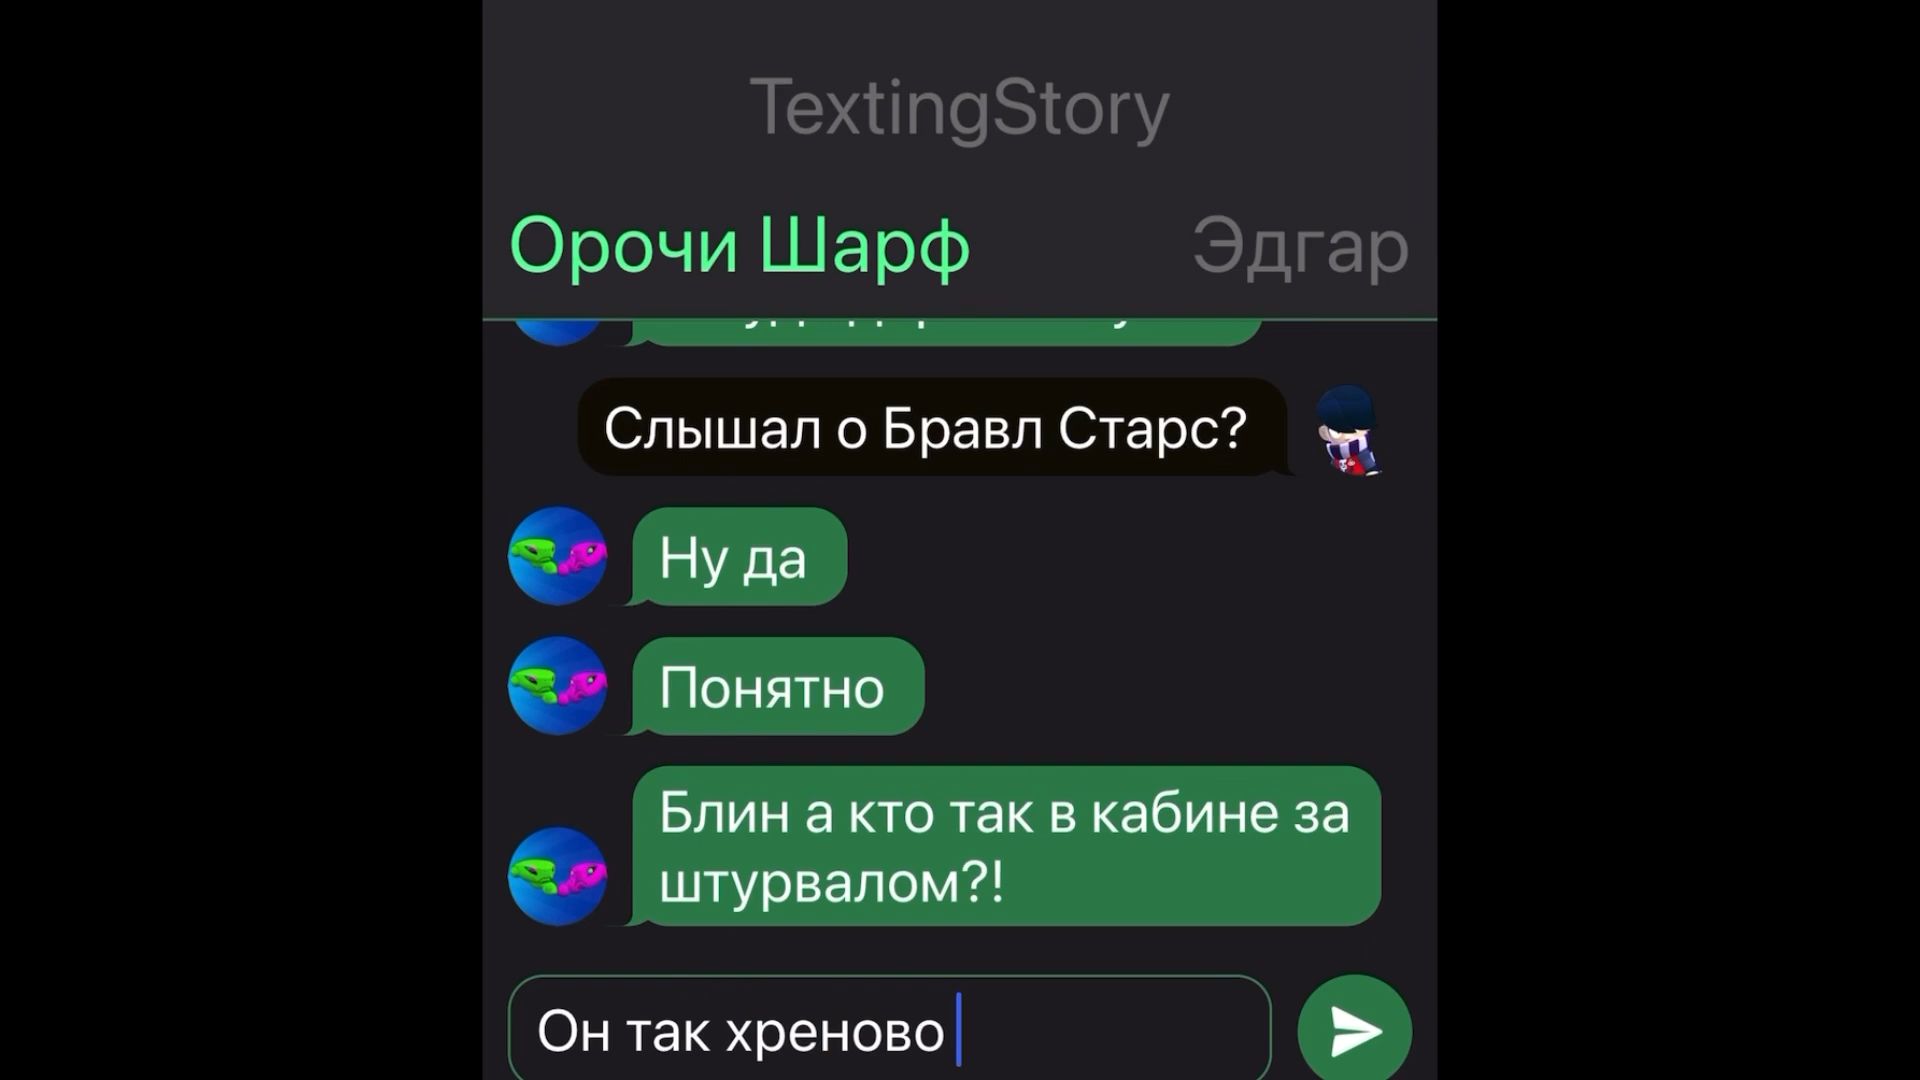 TextingStory
Орочи Шарф
Эдгар
Слышал о Бравл Старс?
Ну да
Понятно
Блин а кто так в кабине за
штурвалом?!
Он так хреново